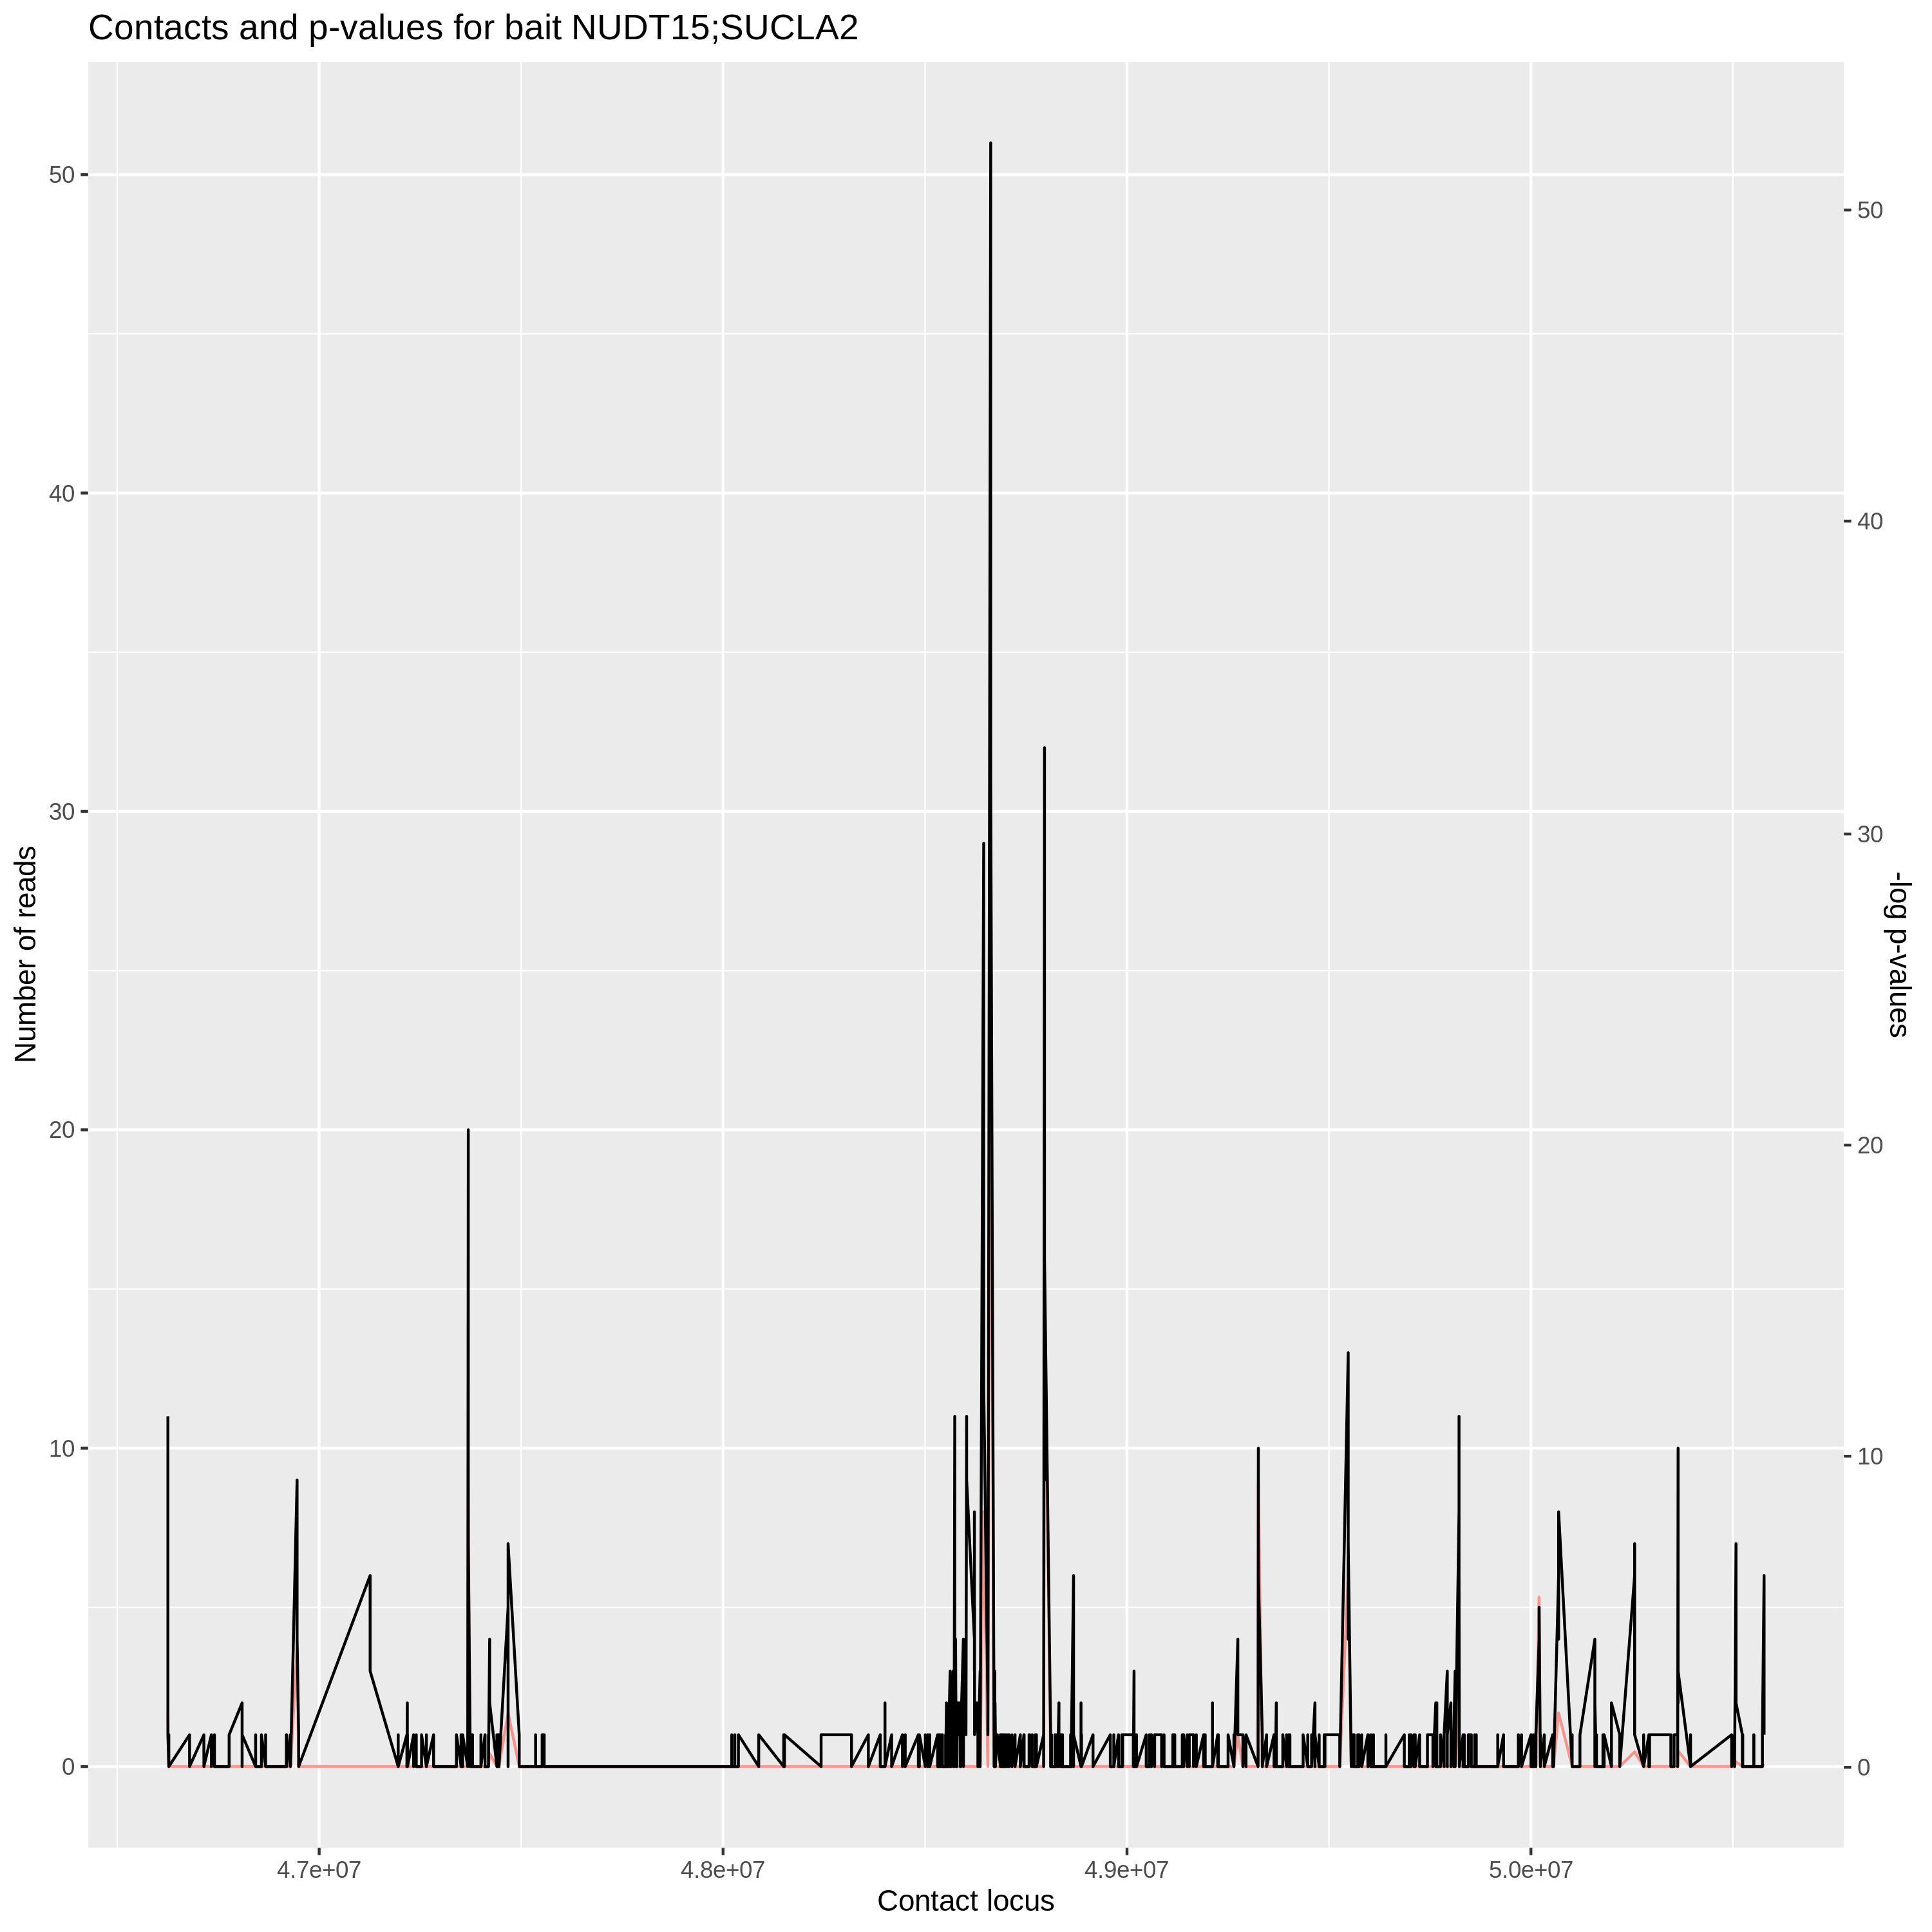 Contacts and p-values for bait NUDT15;SUCLA2
50
40
30
20
10
0
Number of reads
50
40
30
20
10
0
-log p-values
4.7e+07
4.8e+07
4.9e+07
5.0e+07
Contact locus